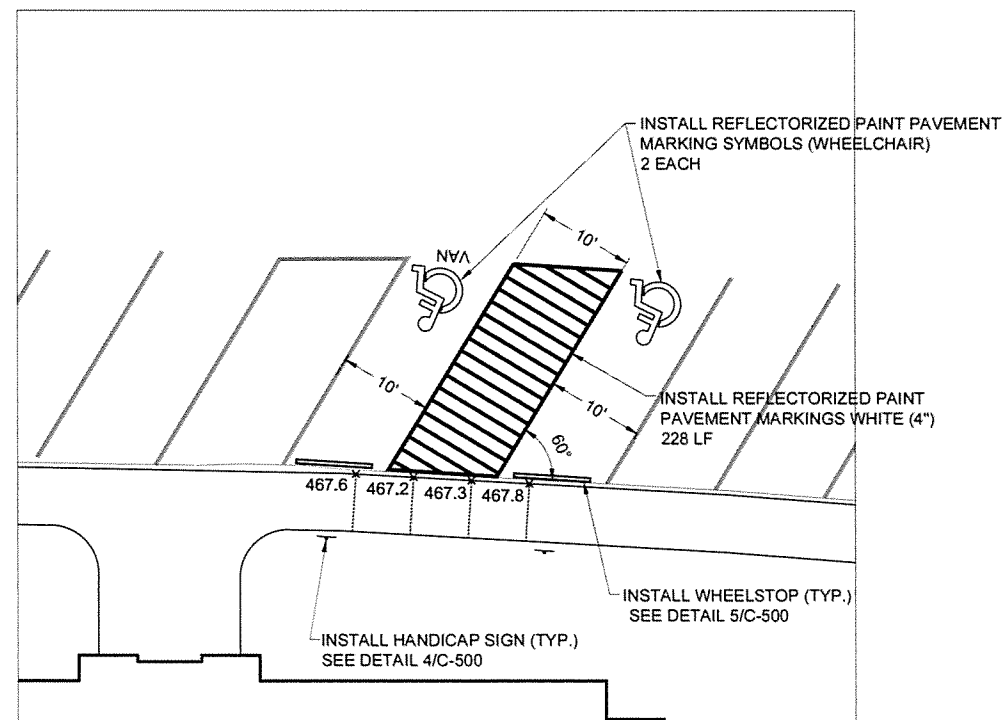 INSTALL REFLECTORIZED PAINT PAVEMENT
MARKING SYMBOLS (WHEELCHAIR)
2 EACH
10'
VAN
10'
10'
INSTALL REFLECTORIZED PAINT
PAVEMENT MARKINGS WHITE (4")
228 LF
60°
467.6 467.2 467.3 467.8
INSTALL WHEELSTOP (TYP.)
SEE DETAIL 5/C-500
INSTALL HANDICAP SIGN (TYP.)
SEE DETAIL 4/C-500